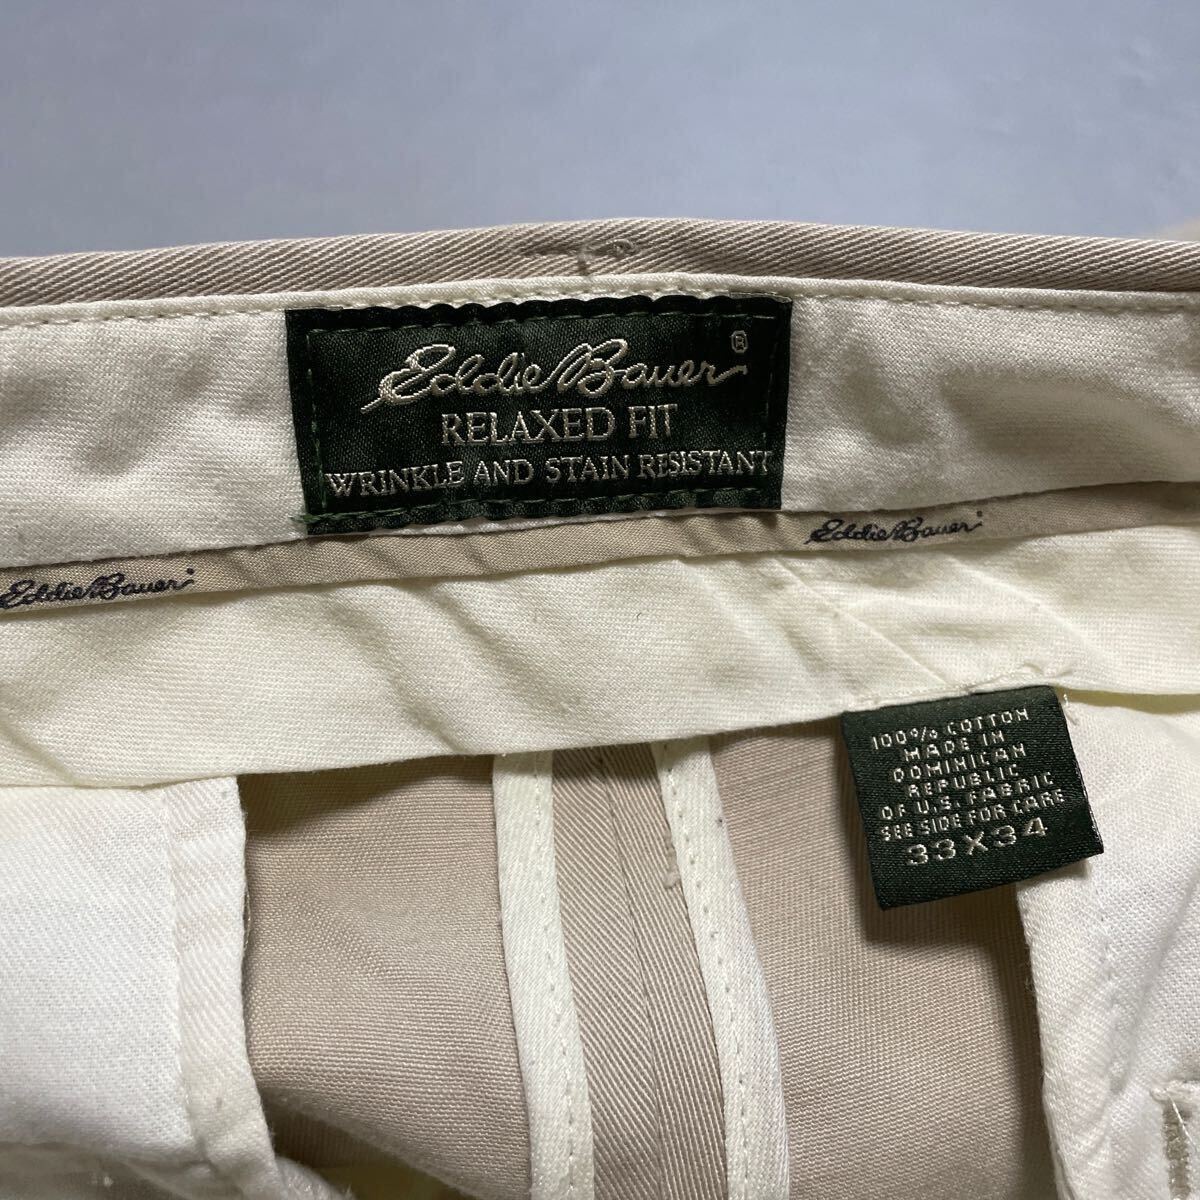 Eddie Bauer®
RELAXED FIT
WRINKLE AND STAIN RESISTANT
Eddie Bauer
Eddie Bauer
100% COTTON
MADE IN
DOMINICAN
REPUBLIC
OF U.S. FABRIC
SEE SIDE FOR CARE
33X34